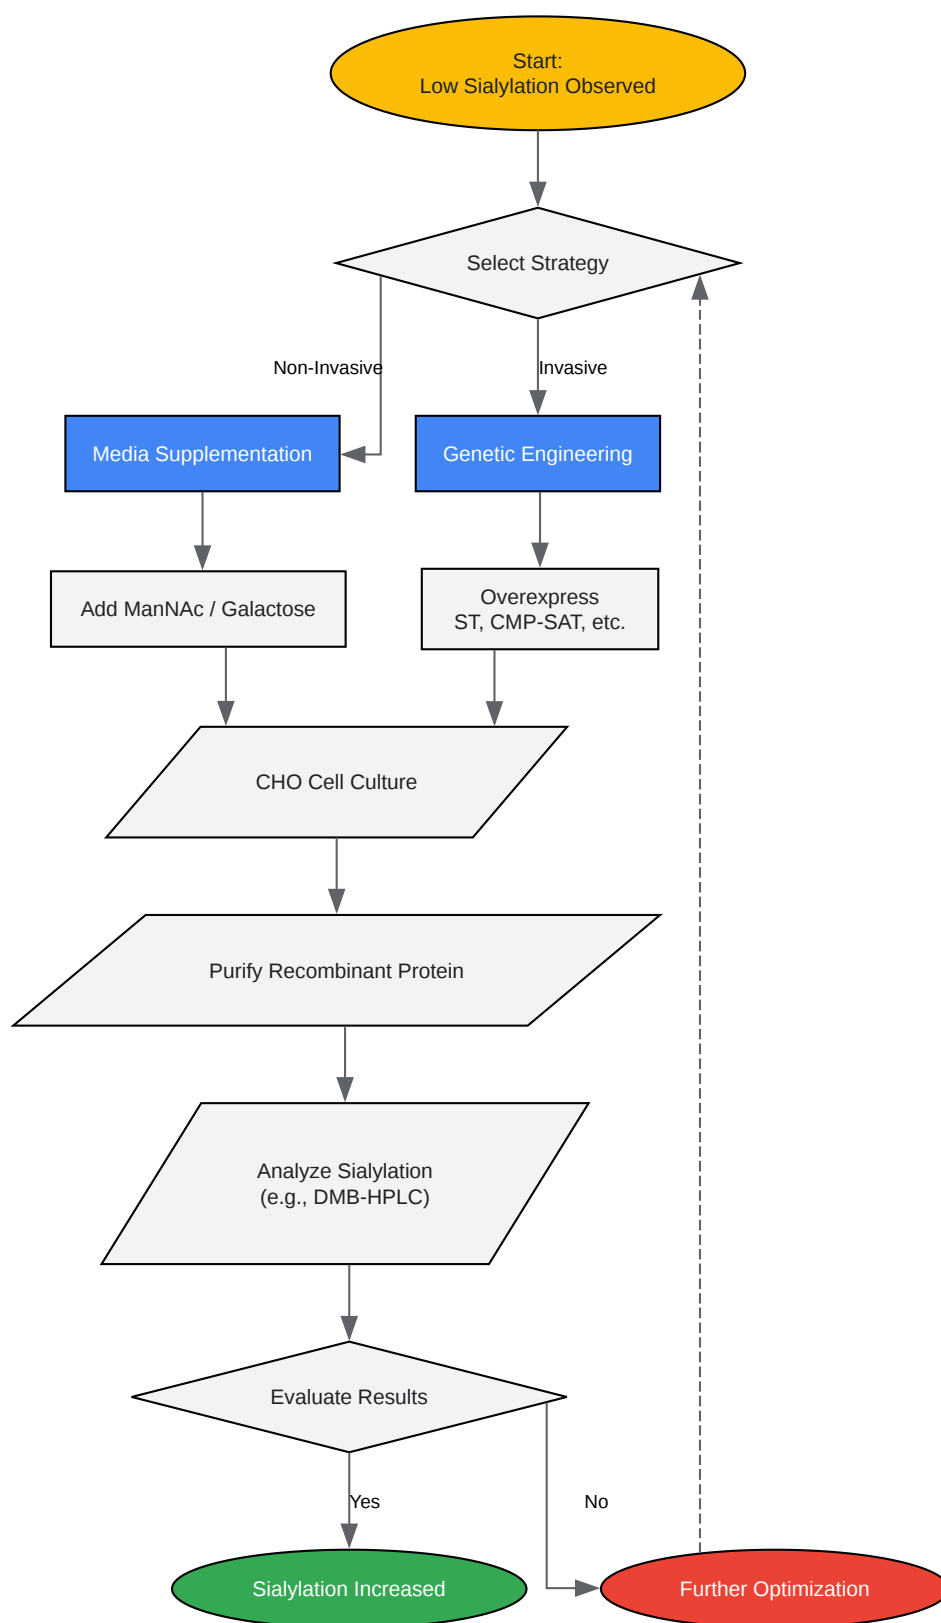 Start:
Low Sialylation Observed
Select Strategy
Non-Invasive
Invasive
Media Supplementation
Genetic Engineering
Add ManNAc / Galactose
Overexpress
ST, CMP-SAT, etc.
CHO Cell Culture
Purify Recombinant Protein
Analyze Sialylation
(e.g., DMB-HPLC)
Evaluate Results
Yes
No
Sialylation Increased
Further Optimization